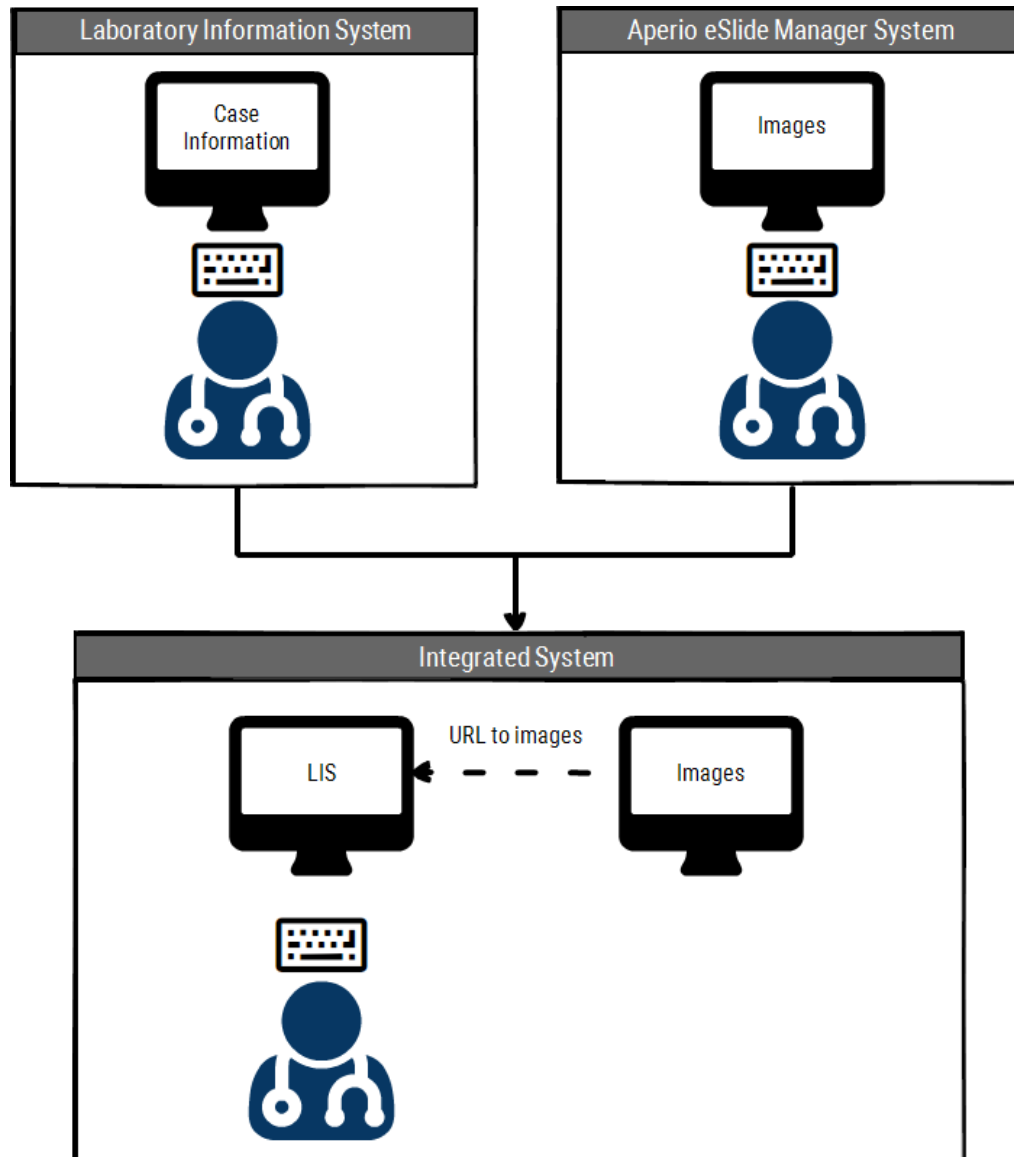 Laboratory Information System
Aperio eSlide Manager System
Case
Information
Images
Integrated System
URL to images
LIS
Images